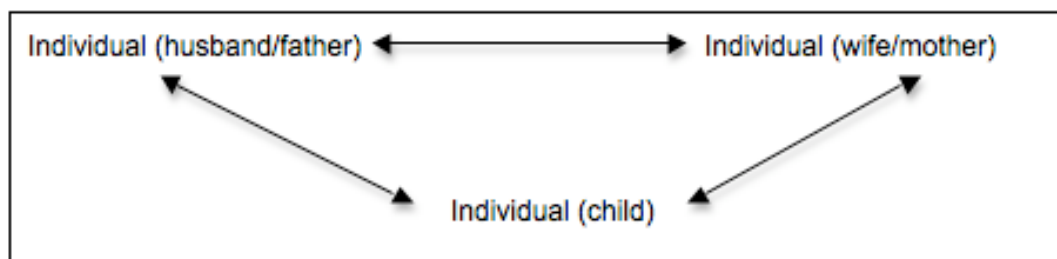 Individual (husband/father)
Individual (wife/mother)
Individual (child)